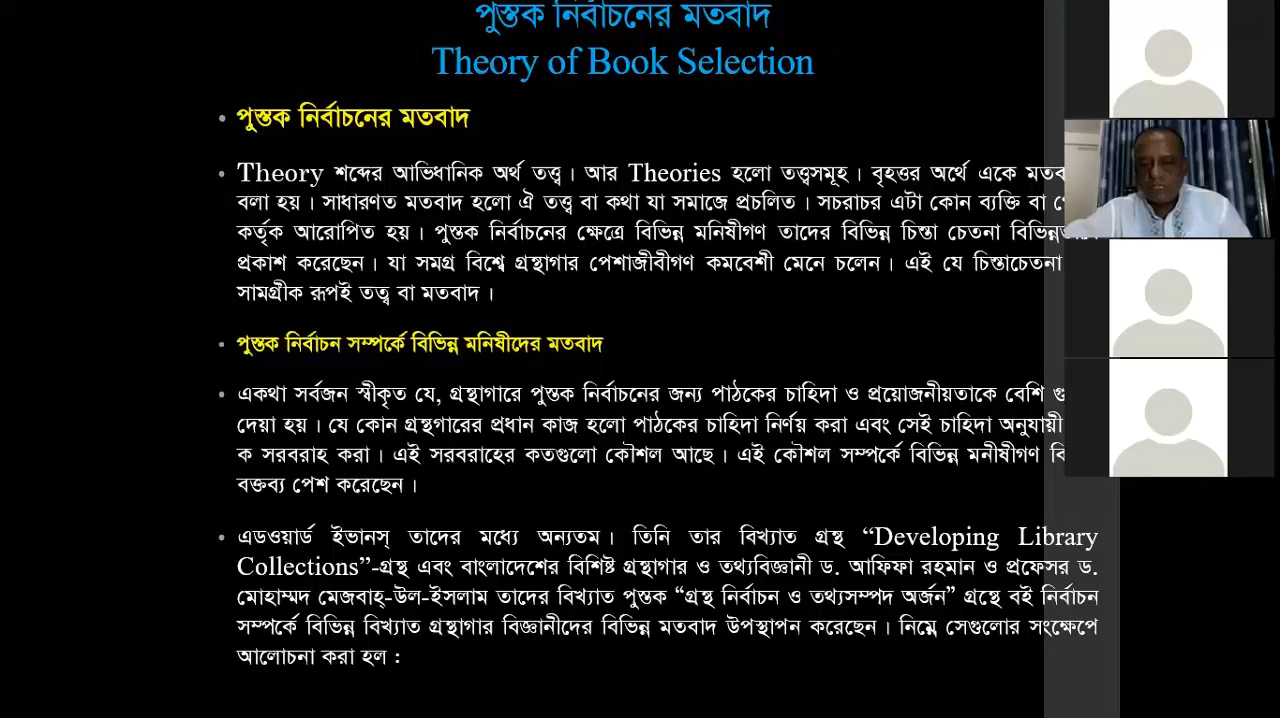 পুস্তক নির্বাচনের মতবাদ
Theory of Book Selection
• পুস্তক নির্বাচনের মতবাদ
• Theory শব্দের আভিধানিক অর্থ তত্ত্ব। আর Theories হলো তত্ত্বসমূহ। বৃহত্তর অর্থে একে
বলা হয়। সাধারণত মতবাদ হলো ঐ তত্ত্ব বা কথা যা সমাজে প্রচলিত। সচরাচর এটা কোন ব্যক্তি বা
কর্তৃক আরোপিত হয়। পুস্তক নির্বাচনের ক্ষেত্রে বিভিন্ন মনিষীগণ তাদের বিভিন্ন চিন্তা চেতনা
প্রকাশ করেছেন। যা সমগ্র বিশ্বে গ্রন্থাগার পেশাজীবীগণ কমবেশী মেনে চলেন। এই যে চিন্তাচেতনা
সামগ্রীক রূপই তত্ব বা মতবাদ।
• পুস্তক নির্বাচন সম্পর্কে বিভিন্ন মনিষীদের মতবাদ
• একথা সর্বজন স্বীকৃত যে, গ্রন্থাগারে পুস্তক নির্বাচনের জন্য পাঠকের চাহিদা ও প্রয়োজনীয়তাকে বেশি
দেয়া হয়। যে কোন গ্রন্থগারের প্রধান কাজ হলো পাঠকের চাহিদা নির্ণয় করা এবং সেই চাহিদা অনুযায়ী
ক সরবরাহ করা। এই সরবরাহের কতগুলো কৌশল আছে। এই কৌশল সম্পর্কে বিভিন্ন মনীষীগণ
বক্তব্য পেশ করেছেন।
• এডওয়ার্ড ইভানস্ তাদের মধ্যে অন্যতম। তিনি তার বিখ্যাত গ্রন্থ “Developing Library
Collections”-গ্রন্থ এবং বাংলাদেশের বিশিষ্ট গ্রন্থাগার ও তথ্যবিজ্ঞানী ড. আফিফা রহমান ও প্রফেসর ড.
মোহাম্মদ মেজবাহ্-উল-ইসলাম তাদের বিখ্যাত পুস্তক “গ্রন্থ নির্বাচন ও তথ্যসম্পদ অর্জন” গ্রন্থে বই নির্বাচন
সম্পর্কে বিভিন্ন বিখ্যাত গ্রন্থাগার বিজ্ঞানীদের বিভিন্ন মতবাদ উপস্থাপন করেছেন। নিম্নে সেগুলোর সংক্ষেপে
আলোচনা করা হল :